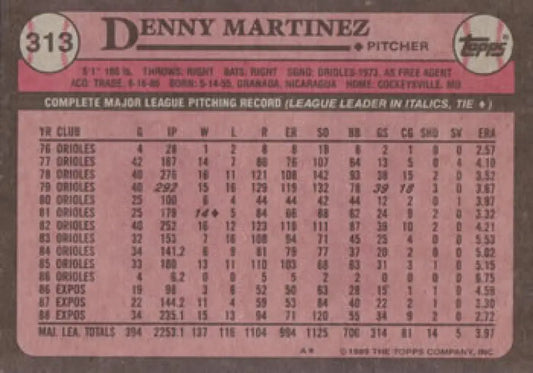 313
DENNY MARTINEZ
PITCHER
Topps
6'1" 180 lb. THROWS: RIGHT BATS: RIGHT SGND: ORIOLES-1973, AS FREE AGENT
ACQ: TRADE, 6-16-86 BORN: 5-14-55, GRANADA, NICARAGUA HOME: COCKEYSVILLE, MD
COMPLETE MAJOR LEAGUE PITCHING RECORD (LEAGUE LEADER IN ITALICS, TIE ♦)
YR CLUB G IP W L R ER SO BB GS CG SHO SV ERA
76 ORIOLES 4 28 1 2 8 8 18 8 2 1 0 0 2.57
77 ORIOLES 42 167 14 7 86 76 107 64 13 5 0 4 4.10
78 ORIOLES 40 276 16 11 121 108 142 93 38 15 2 0 3.52
79 ORIOLES 40 292 15 16 129 119 132 78 39 18 3 0 3.67
80 ORIOLES 25 100 6 4 44 44 42 44 12 2 0 1 3.97
81 ORIOLES 25 179 14♦ 5 84 66 88 62 24 9 2 0 3.32
82 ORIOLES 40 252 16 12 123 118 111 87 39 10 2 0 4.21
83 ORIOLES 32 153 7 16 108 94 71 45 25 4 0 0 5.53
84 ORIOLES 34 141.2 6 9 81 79 77 37 20 2 0 0 5.02
85 ORIOLES 33 180 13 11 110 103 68 63 31 3 1 0 5.15
86 ORIOLES 4 6.2 0 0 5 5 2 2 0 0 0 0 6.75
86 EXPOS 19 98 3 6 52 50 63 28 15 1 1 0 4.59
87 EXPOS 22 144.2 11 4 59 53 84 40 22 2 1 0 3.30
88 EXPOS 34 235.1 15 13 94 71 120 55 34 9 2 0 2.72
MAJ. LEA. TOTALS 394 2253.1 137 116 1104 994 1125 706 314 81 14 5 3.97
A★
© 1989 THE TOPPS COMPANY, INC.